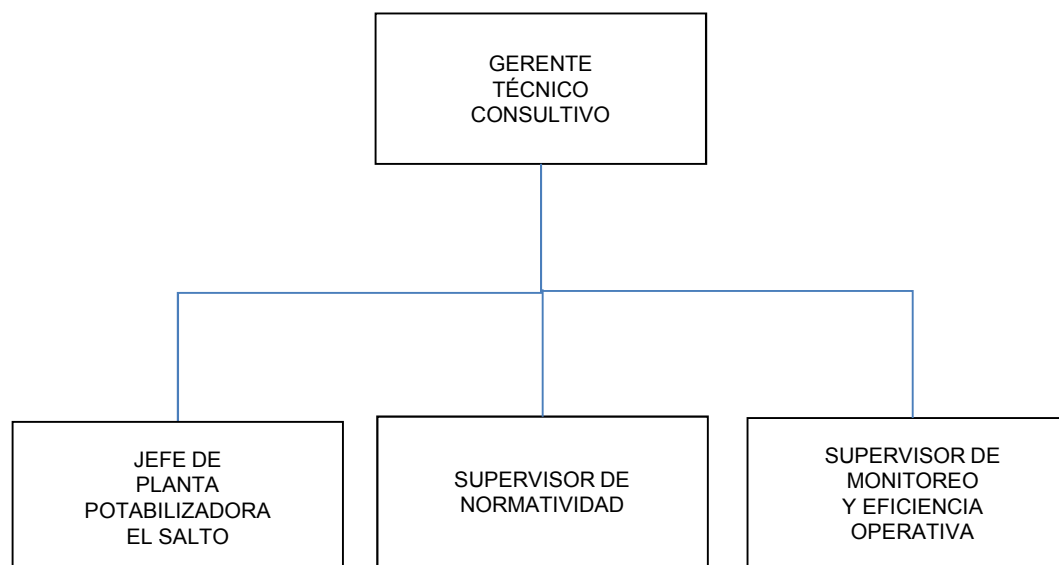 GERENTE
TÉCNICO
CONSULTIVO
JEFE DE
PLANTA
POTABILIZADORA
EL SALTO
SUPERVISOR DE
NORMATIVIDAD
SUPERVISOR DE
MONITOREO
Y EFICIENCIA
OPERATIVA